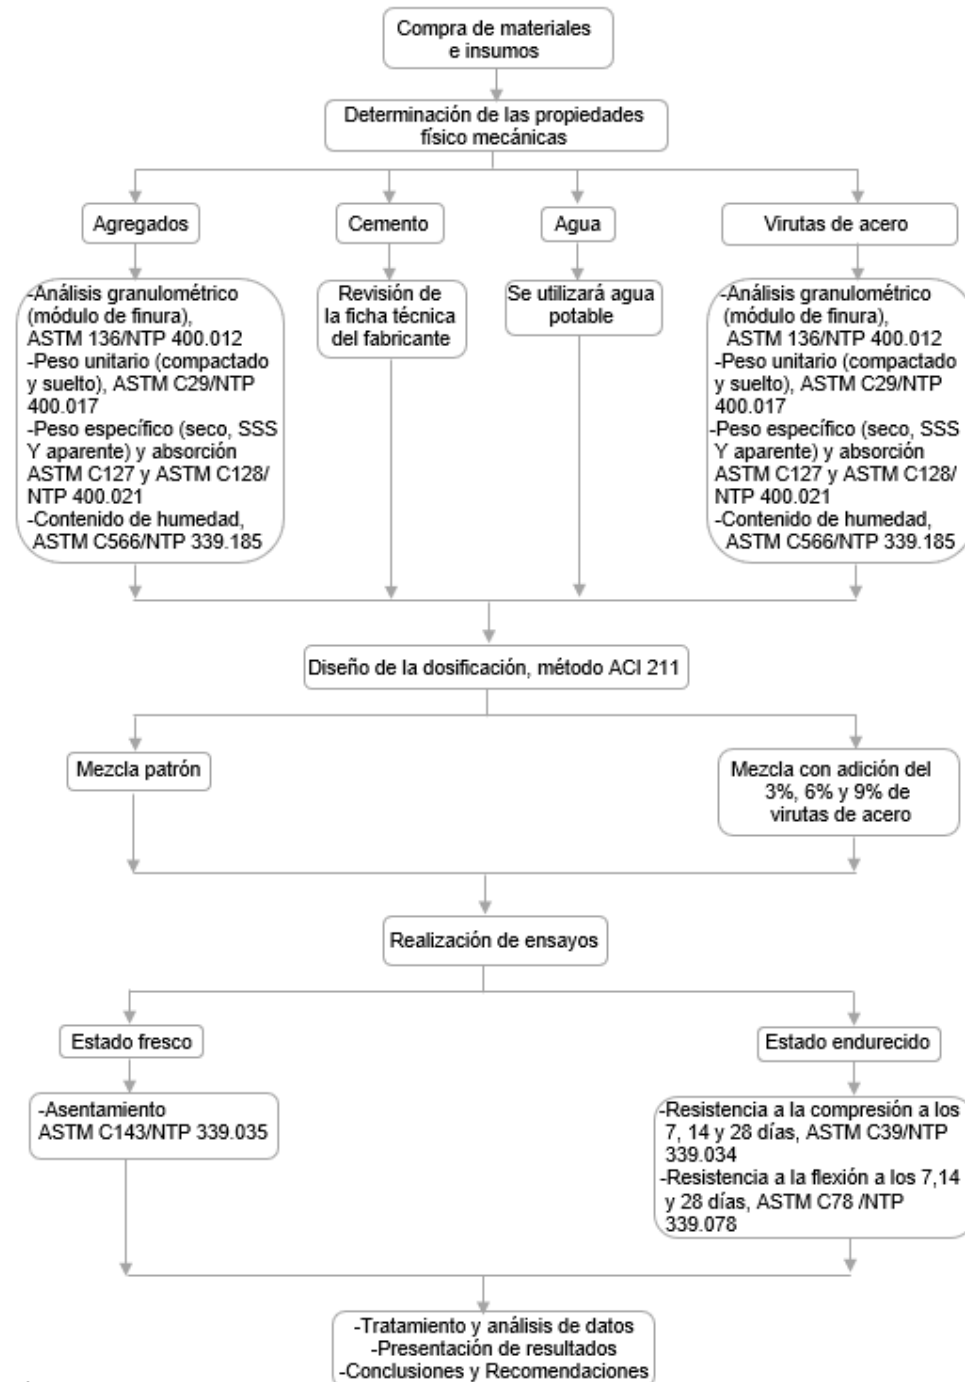 Compra de materiales
e insumos
Determinación de las propiedades
físico mecánicas
Agregados
Cemento
Agua
Virutas de acero
-Análisis granulométrico
(módulo de finura),
ASTM 136/NTP 400.012
-Peso unitario (compactado
y suelto), ASTM C29/NTP
400.017
-Peso específico (seco, SSS
Y aparente) y absorción
ASTM C127 y ASTM C128/
NTP 400.021
-Contenido de humedad,
ASTM C566/NTP 339.185
Revisión de
la ficha técnica
del fabricante
Se utilizará agua
potable
-Análisis granulométrico
(módulo de finura),
ASTM 136/NTP 400.012
-Peso unitario (compactado
y suelto), ASTM C29/NTP
400.017
-Peso específico (seco, SSS
Y aparente) y absorción
ASTM C127 y ASTM C128/
NTP 400.021
-Contenido de humedad,
ASTM C566/NTP 339.185
Diseño de la dosificación, método ACI 211
Mezcla patrón
Mezcla con adición del
3%, 6% y 9% de
virutas de acero
Realización de ensayos
Estado fresco
Estado endurecido
-Asentamiento
ASTM C143/NTP 339.035
-Resistencia a la compresión a los
7, 14 y 28 días, ASTM C39/NTP
339.034
-Resistencia a la flexión a los 7,14
y 28 días, ASTM C78 /NTP
339.078
-Tratamiento y análisis de datos
-Presentación de resultados
-Conclusiones y Recomendaciones